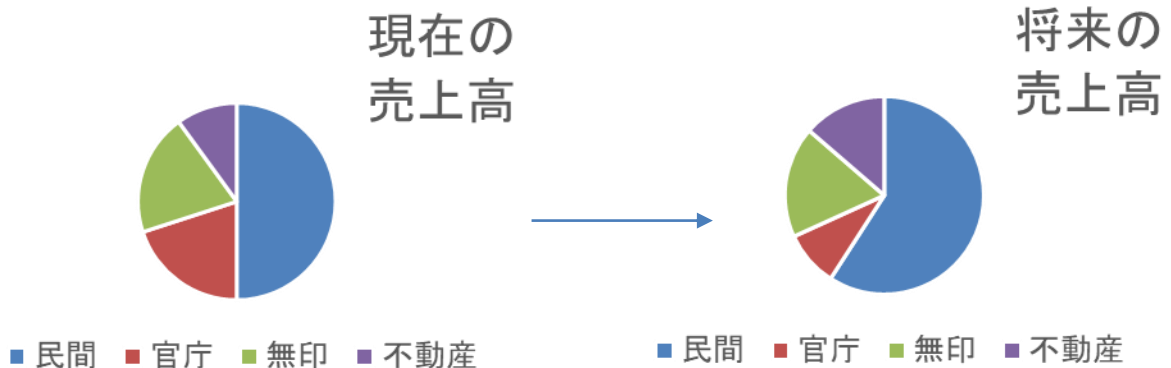 現在の
売上高
民間 官庁 無印 不動産
将来の
売上高
民間 官庁 無印 不動産